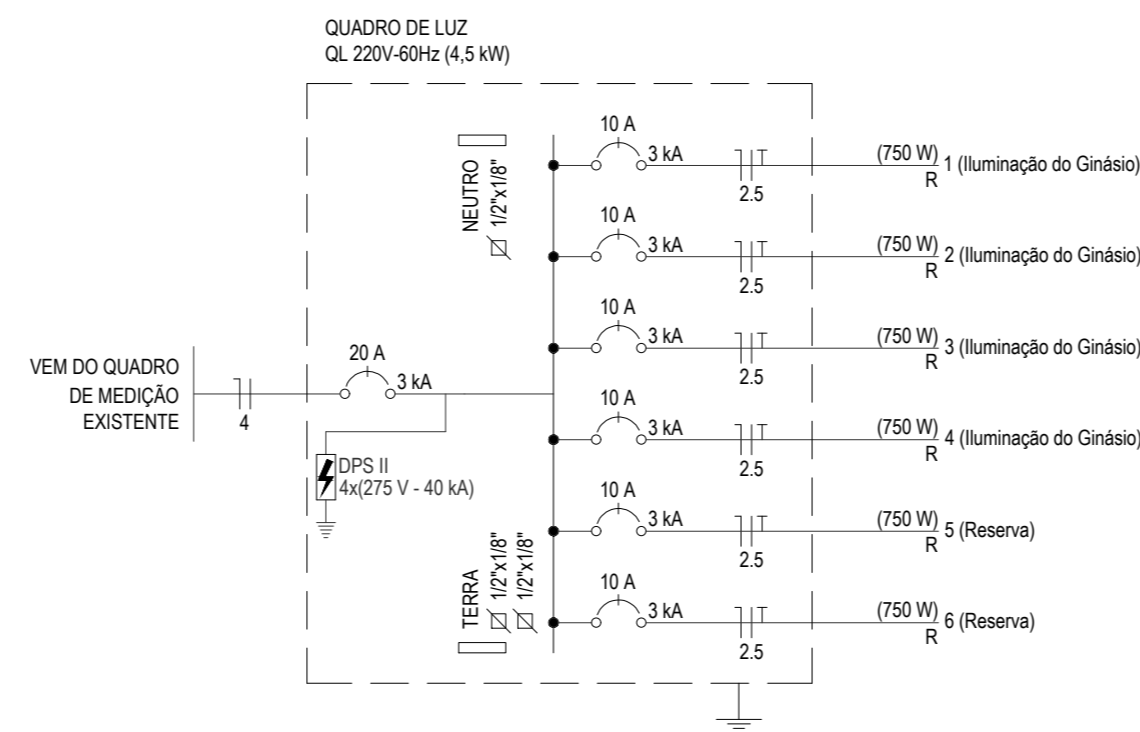 QUADRO DE LUZ
QL 220V-60Hz (4,5 kW)
VEM DO QUADRO
DE MEDIÇÃO
EXISTENTE
4
20 A
3 kA
DPS II
4x(275 V - 40 kA)
NEUTRO
1/2"x1/8"
TERRA
1/2"x1/8"
1/2"x1/8"
10 A
3 kA
2.5
(750 W)
R
1 (Iluminação do Ginásio)
10 A
3 kA
2.5
(750 W)
R
2 (Iluminação do Ginásio)
10 A
3 kA
2.5
(750 W)
R
3 (Iluminação do Ginásio)
10 A
3 kA
2.5
(750 W)
R
4 (Iluminação do Ginásio)
10 A
3 kA
2.5
(750 W)
R
5 (Reserva)
10 A
3 kA
2.5
(750 W)
R
6 (Reserva)